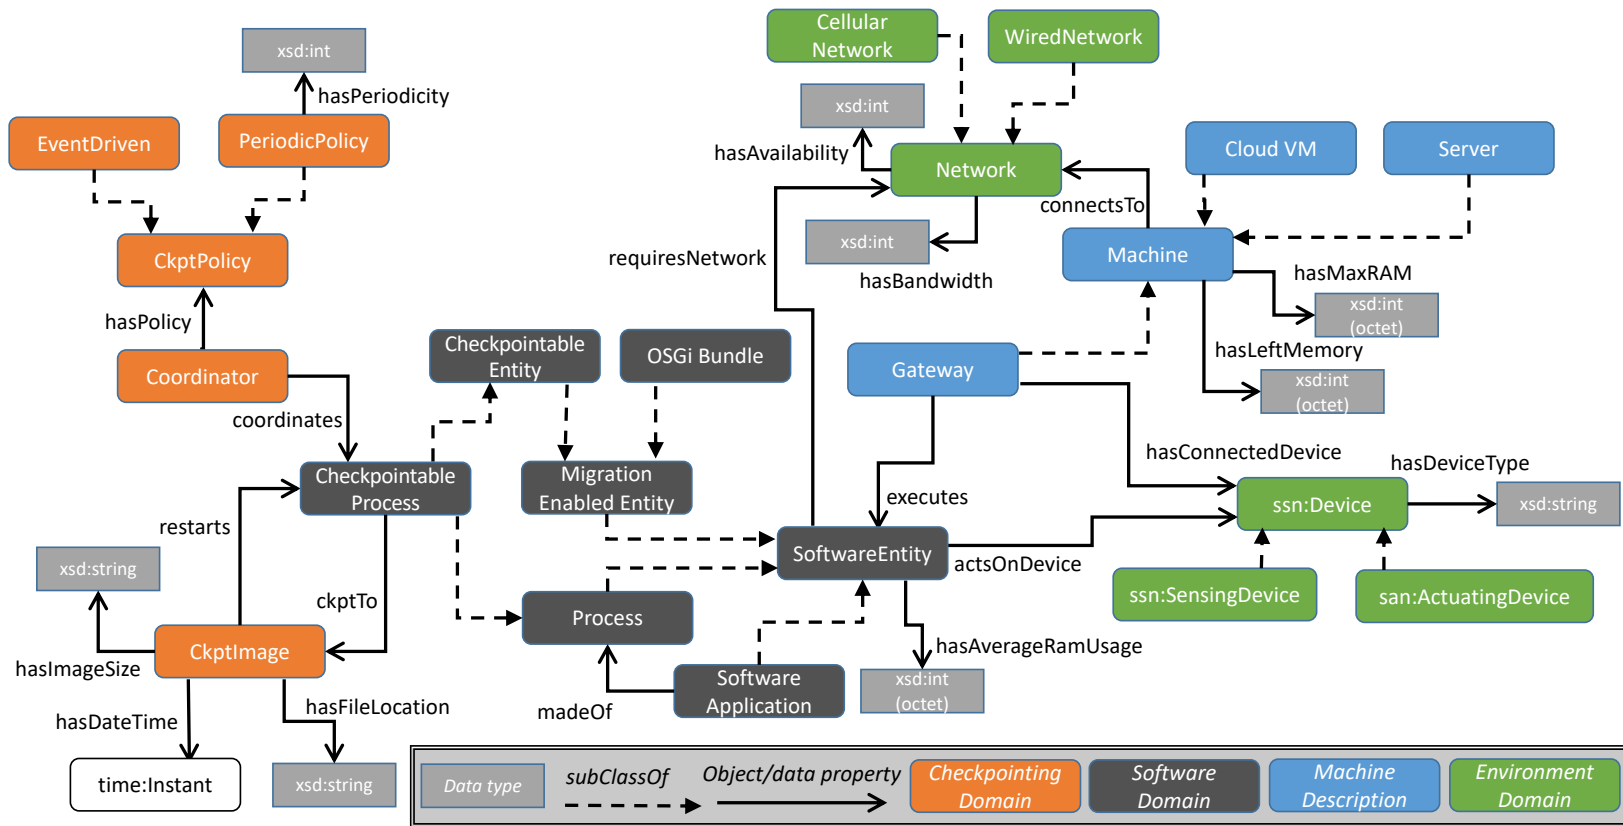 Cellular
Network
WiredNetwork
xsd:int
hasPeriodicity
xsd:int
EventDriven
PeriodicPolicy
hasAvailability
Cloud VM
Server
Network
connectsTo
CkptPolicy
requiresNetwork
xsd:int
Machine
hasBandwidth
hasMaxRAM
xsd:int
(octet)
hasPolicy
Checkpointable
Entity
OSGi Bundle
hasLeftMemory
Coordinator
Gateway
xsd:int
(octet)
coordinates
hasConnectedDevice
hasDeviceType
Checkpointable
Process
Migration
Enabled Entity
executes
ssn:Device
xsd:string
restarts
SoftwareEntity
actsOnDevice
xsd:string
ckptTo
ssn:SensingDevice
san:ActuatingDevice
Process
CkptImage
hasImageSize
hasAverageRamUsage
Software
Application
xsd:int
(octet)
hasDateTime
hasFileLocation
madeOf
time:Instant
xsd:string
Data type
subClassOf
Object/data property
Checkpointing
Domain
Software
Domain
Machine
Description
Environment
Domain